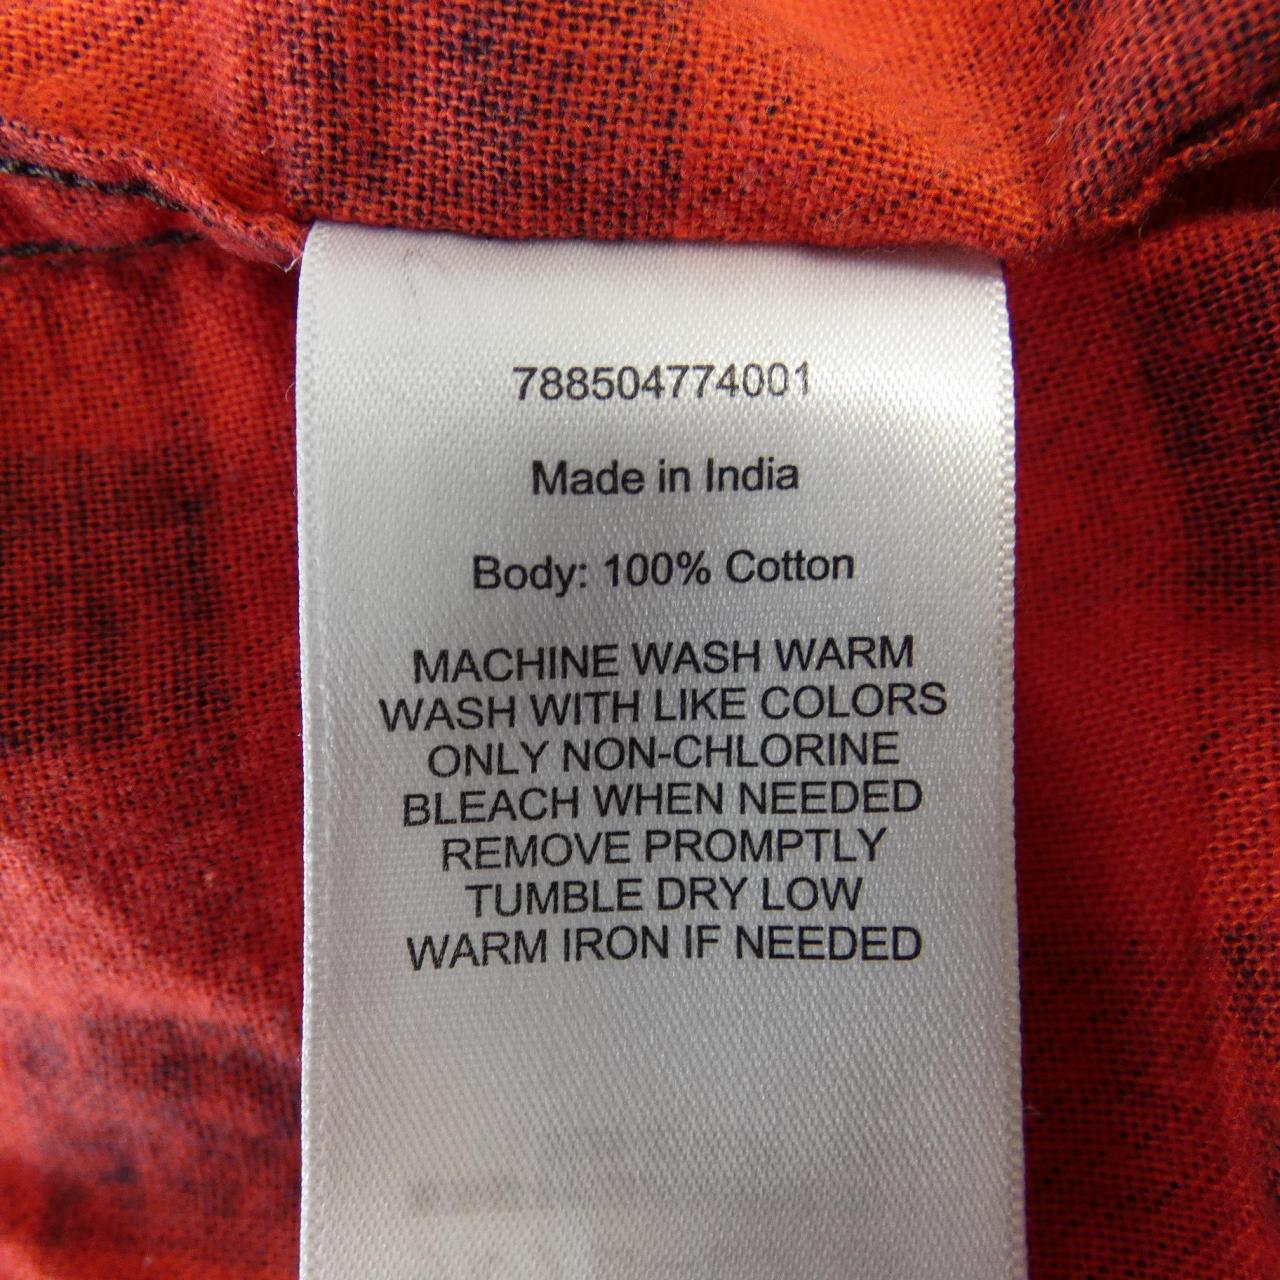 788504774001
Made in India
Body: 100% Cotton
MACHINE WASH WARM
WASH WITH LIKE COLORS
ONLY NON-CHLORINE
BLEACH WHEN NEEDED
REMOVE PROMPTLY
TUMBLE DRY LOW
WARM IRON IF NEEDED